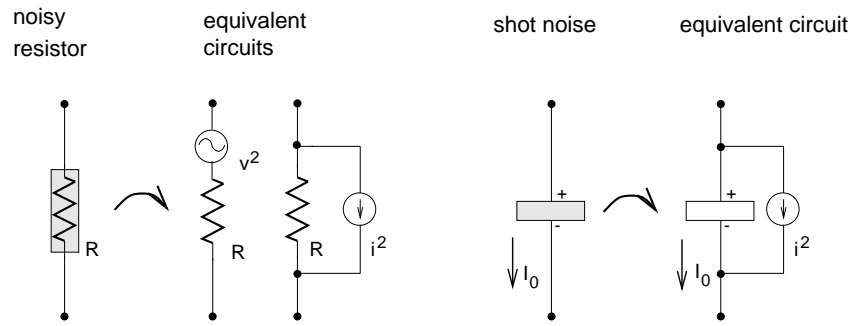 noisy
resistor
equivalent
circuits
shot noise
equivalent circuit
v²
R
R
R
i²
+
-
I₀
+
-
I₀
i²